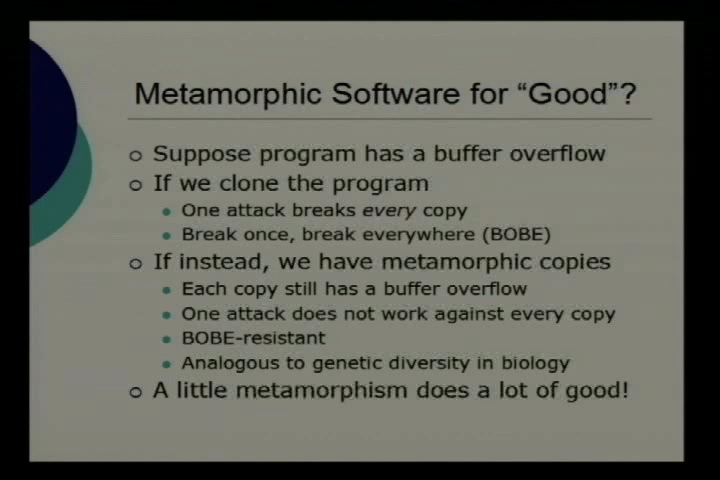 Metamorphic Software for “Good”?
Suppose program has a buffer overflow
If we clone the program
One attack breaks every copy
Break once, break everywhere (BOBE)
If instead, we have metamorphic copies
Each copy still has a buffer overflow
One attack does not work against every copy
BOBE-resistant
Analogous to genetic diversity in biology
A little metamorphism does a lot of good!